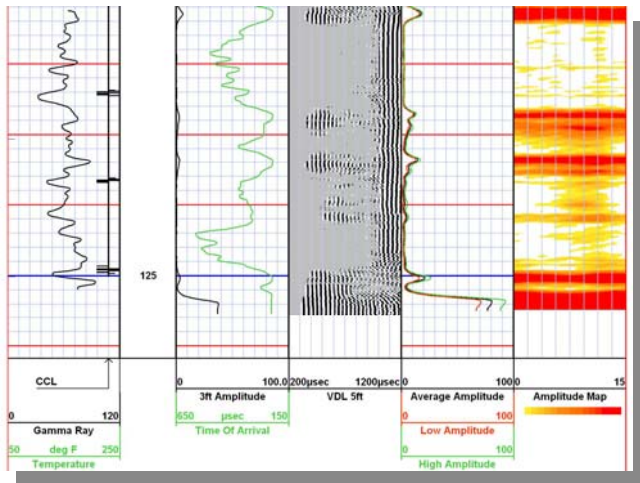 125
CCL
0 100.0 200µsec 1200µsec 0 100 0 15
3ft Amplitude VDL 5ft Average Amplitude Amplitude Map
0 120 650 µsec 150 0 100
Gamma Ray Time Of Arrival Low Amplitude
50 deg F 250 0 100
Temperature High Amplitude